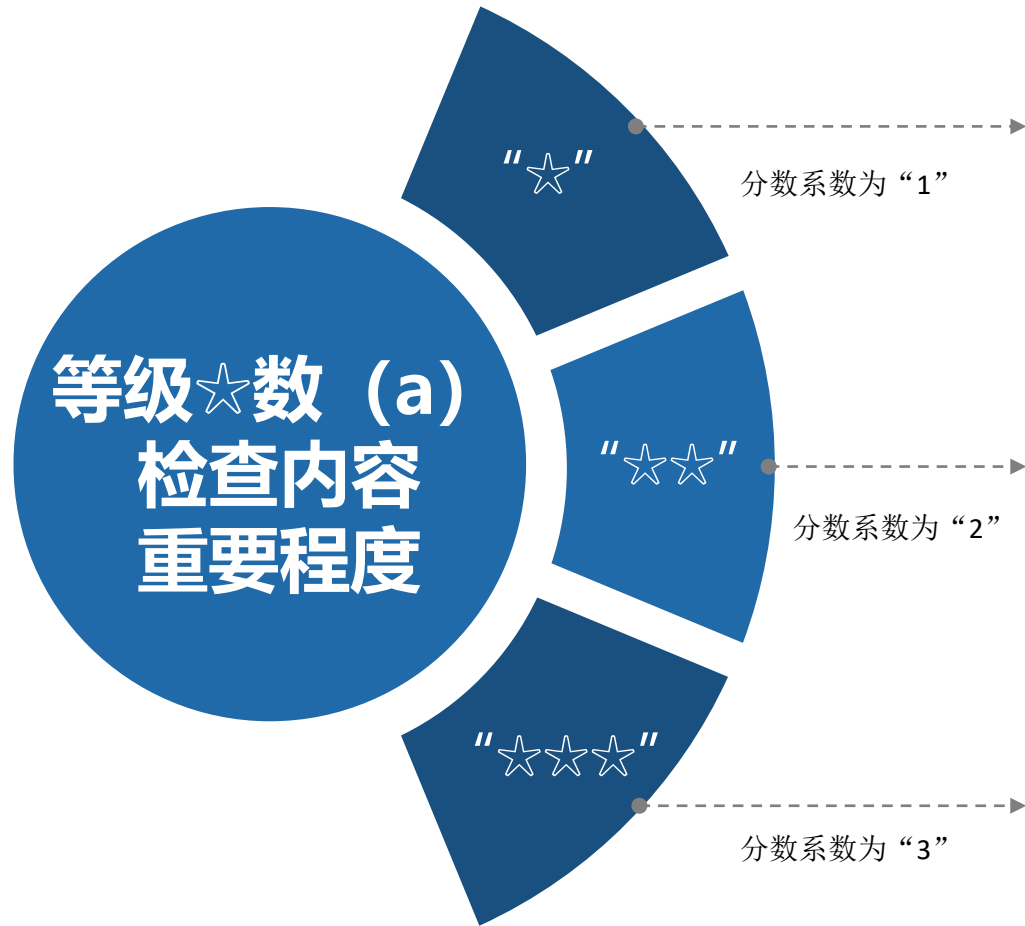 "☆"
分数系数为“1”
等级☆数（a）
检查内容
重要程度
"☆☆"
分数系数为“2”
"☆☆☆"
分数系数为“3”